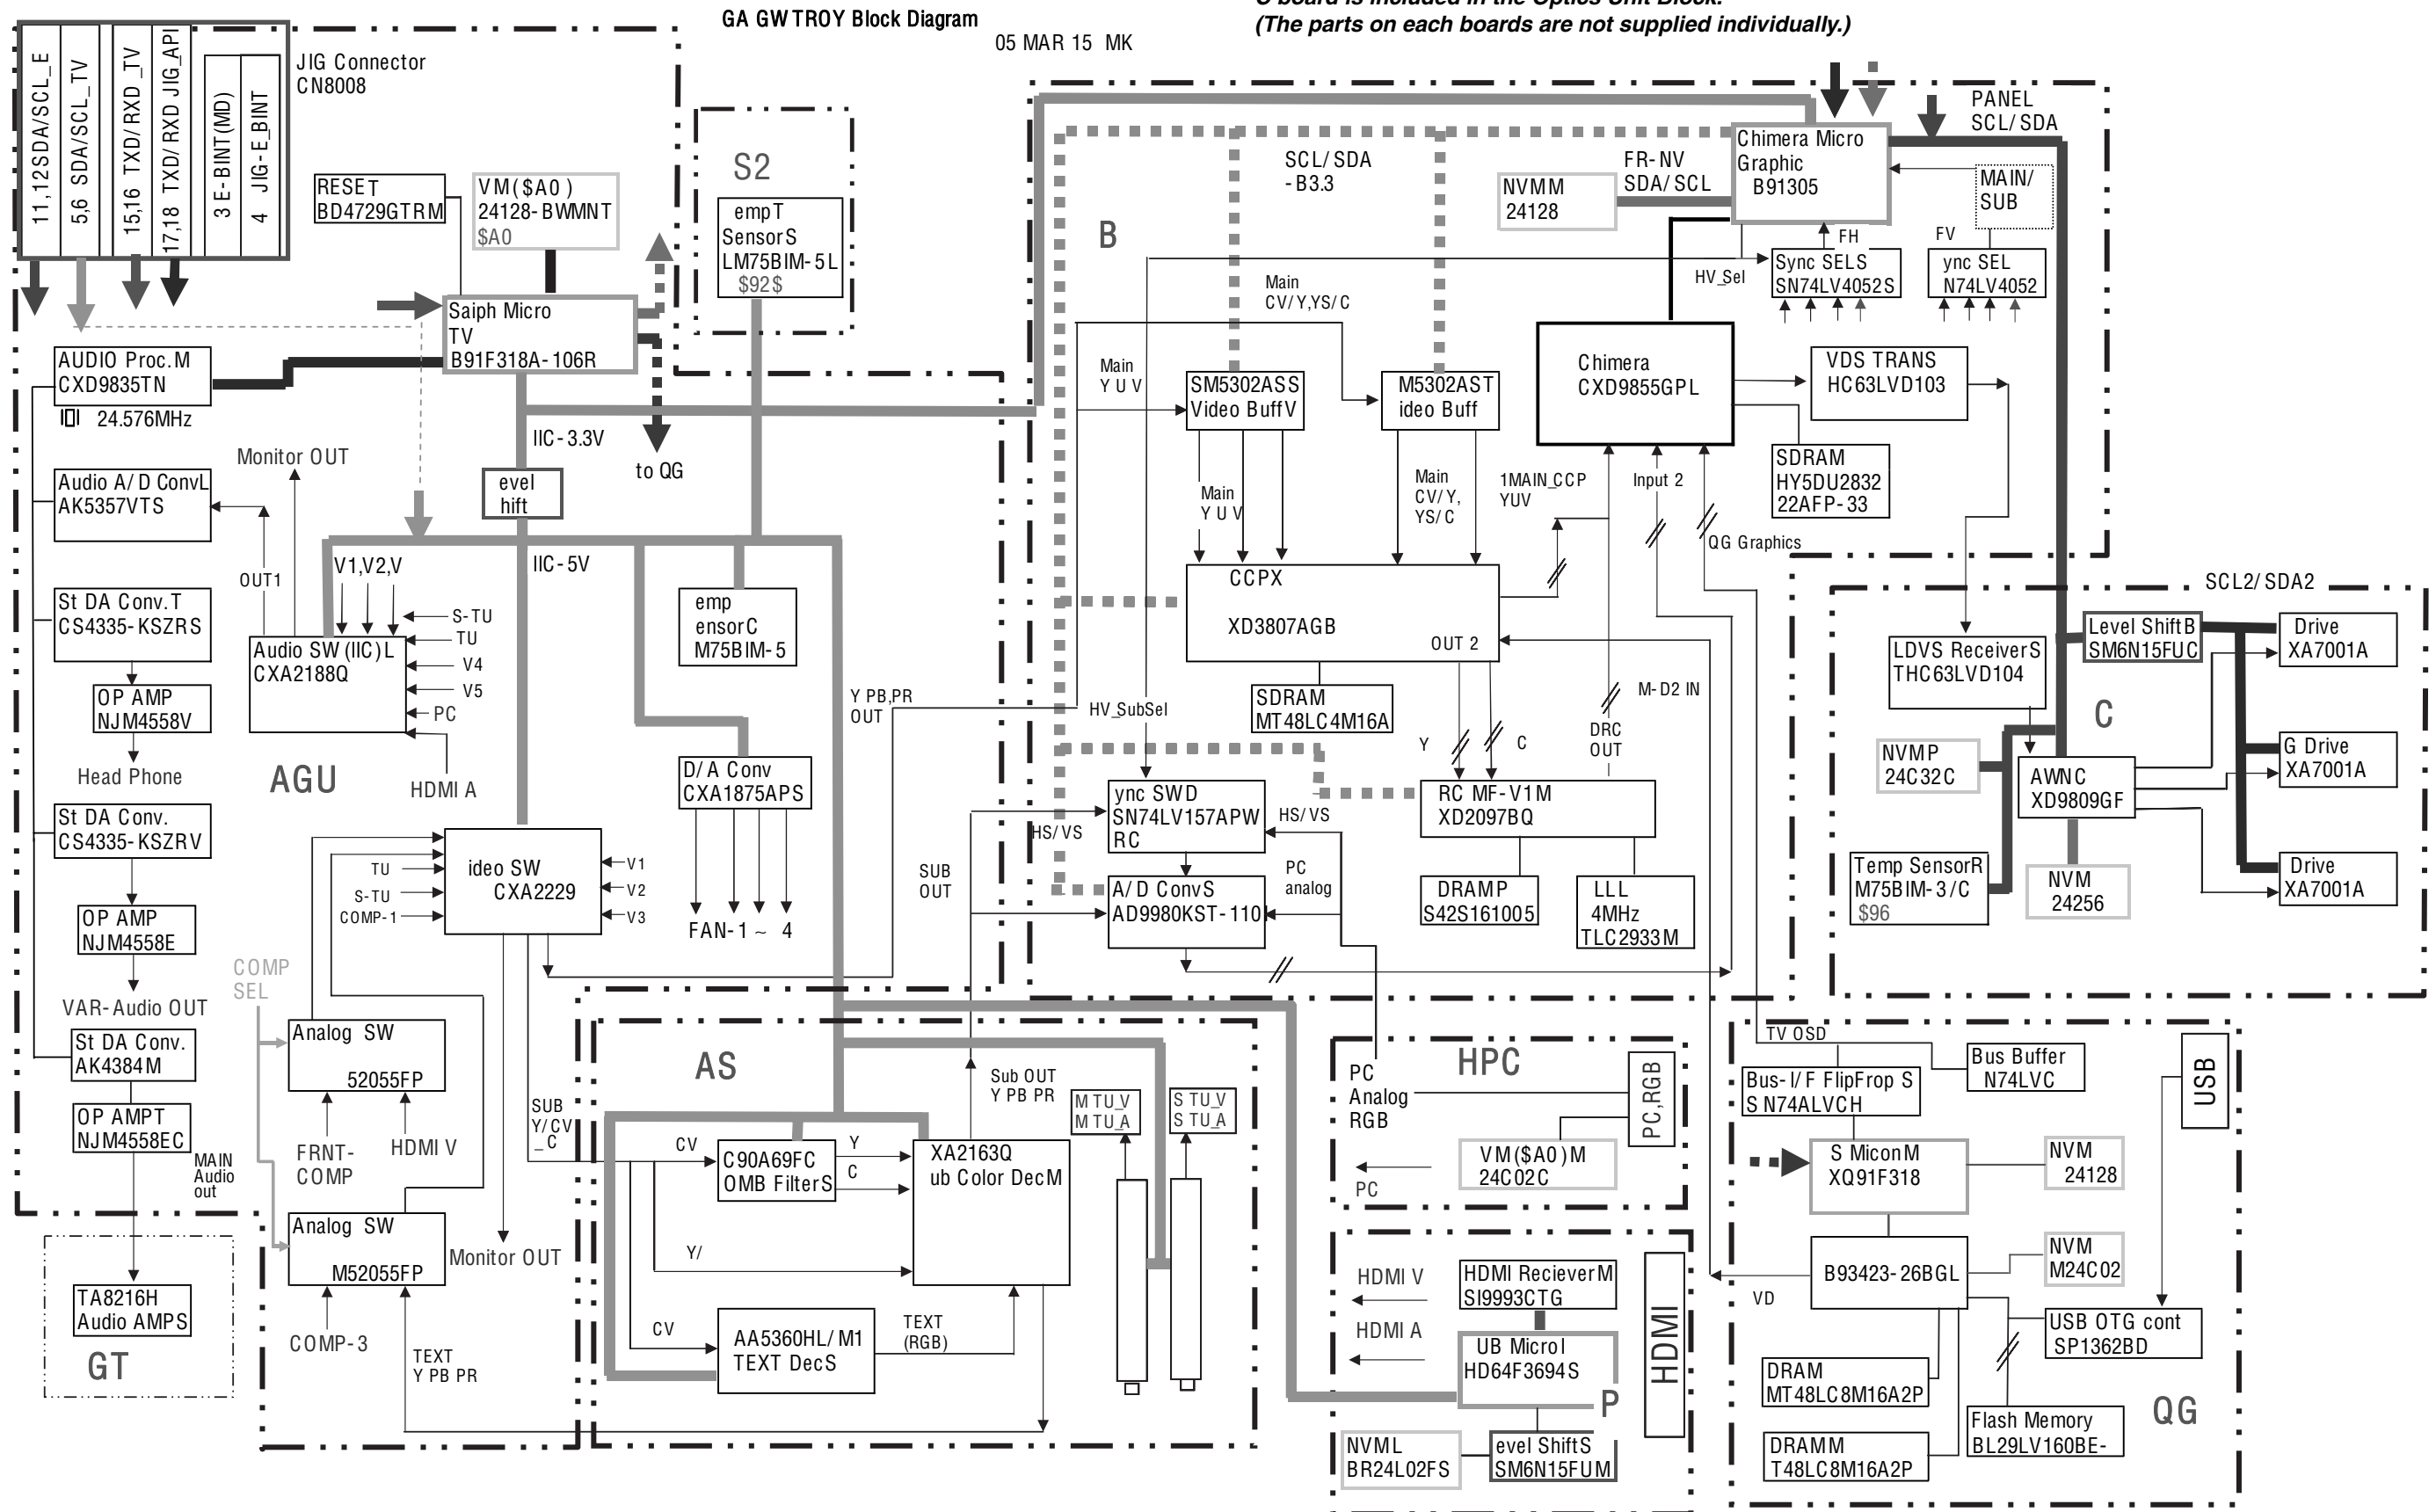 GA GW TROY Block Diagram
05 MAR 15 MK
(The parts on each boards are not supplied individually.)
11,12SDA/SCL_E
5,6 SDA/SCL_TV
15,16 TXD/RXD_TV
17,18 TXD/RXD JIG_API
3 E-BINT(MD)
4 JIG-E_BINT
JIG Connector
CN8008
RESET
BD4729GTRM
VM($A0)
24128-BWMNT
$A0
Saiph Micro
TV
B91F318A-106R
AUDIO Proc.M
CXD9835TN
24.576MHz
Audio A/D ConvL
AK5357VTS
St DA Conv.T
CS4335-KSZRS
OP AMP
NJM4558V
Head Phone
St DA Conv.
CS4335-KSZRV
OP AMP
NJM4558E
VAR-Audio OUT
St DA Conv.
AK4384M
OP AMPT
NJM4558EC
MAIN
Audio
out
TA8216H
Audio AMPS
GT
Monitor OUT
OUT1
V1,V2,V
S-TU
TU
V4
V5
PC
HDMI A
Audio SW(IIC)L
CXA2188Q
AGU
IIC-3.3V
evel
hift
IIC-5V
to QG
S2
empT
SensorS
LM75BIM-5L
$92$
emp
ensorC
M75BIM-5
D/A Conv
CXA1875APS
FAN-1 ~ 4
ideo SW
CXA2229
TU
S-TU
COMP-1
V1
V2
V3
Y PB,PR
OUT
COMP
SEL
Analog SW
52055FP
FRNT-
COMP
HDMI V
Analog SW
M52055FP
COMP-3
TEXT
Y PB PR
Monitor OUT
SUB
Y/CV
_C
AS
CV
C90A69FC
OMB FilterS
Y
C
XA2163Q
ub Color DecM
Y/
CV
AA5360HL/M1
TEXT DecS
TEXT
(RGB)
Sub OUT
Y PB PR
SUB
OUT
M TU_V
M TU_A
S TU_V
S TU_A
B
SCL/SDA
-B3.3
FR-NV
SDA/SCL
NVMM
24128
Chimera Micro
Graphic
B91305
PANEL
SCL/SDA
MAIN/
SUB
FH
FV
HV_Sel
Sync SELS
SN74LV4052S
ync SEL
N74LV4052
Main
CV/Y,YS/C
Main
Y U V
SM5302ASS
Video BuffV
M5302AST
ideo Buff
Chimera
CXD9855GPL
VDS TRANS
HC63LVD103
SDRAM
HY5DU2832
22AFP-33
Main
Y U V
Main
CV/Y,
YS/C
1MAIN_CCP
YUV
Input 2
QG Graphics
CCPX
XD3807AGB
OUT 2
SDRAM
MT48LC4M16A
HV_SubSel
Y
C
DRC
OUT
M-D2 IN
ync SWD
SN74LV157APW
RC
HS/VS
HS/VS
A/D ConvS
AD9980KST-110
PC
analog
RC MF-V1M
XD2097BQ
DRAMP
S42S161005
LLL
4MHz
TLC2933M
SCL2/SDA2
LDVS ReceiverS
THC63LVD104
Level ShiftB
SM6N15FUC
Drive
XA7001A
C
NVMP
24C32C
AWNC
XD9809GF
G Drive
XA7001A
Temp SensorR
M75BIM-3/C
$96
NVM
24256
Drive
XA7001A
HPC
PC
Analog
RGB
PC,RGB
VM($A0)M
24C02C
PC
HDMI V
HDMI A
HDMI RecieverM
SI9993CTG
UB MicroI
HD64F3694S
P
HDMI
NVML
BR24L02FS
evel ShiftS
SM6N15FUM
TV OSD
Bus-I/F FlipFrop S
SN74ALVCH
Bus Buffer
N74LVC
USB
S MiconM
XQ91F318
NVM
24128
B93423-26BGL
NVM
M24C02
VD
USB OTG cont
SP1362BD
DRAM
MT48LC8M16A2P
DRAMM
T48LC8M16A2P
Flash Memory
BL29LV160BE-
QG